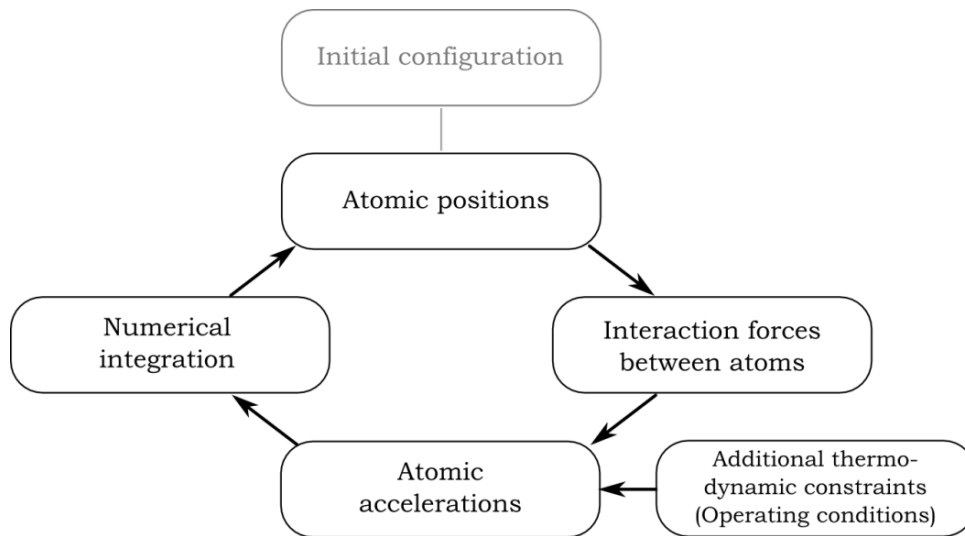 Initial configuration
Atomic positions
Numerical
integration
Interaction forces
between atoms
Atomic
accelerations
Additional thermo-
dynamic constraints
(Operating conditions)